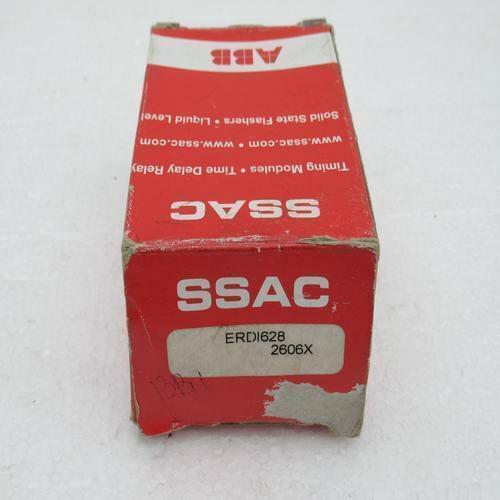 ABB
Solid State Flashers • Liquid Level
www.ssac.com • www.ssac.
Timing Modules • Time Delay Relay
SSAC
SSAC
ERDI628
2606X